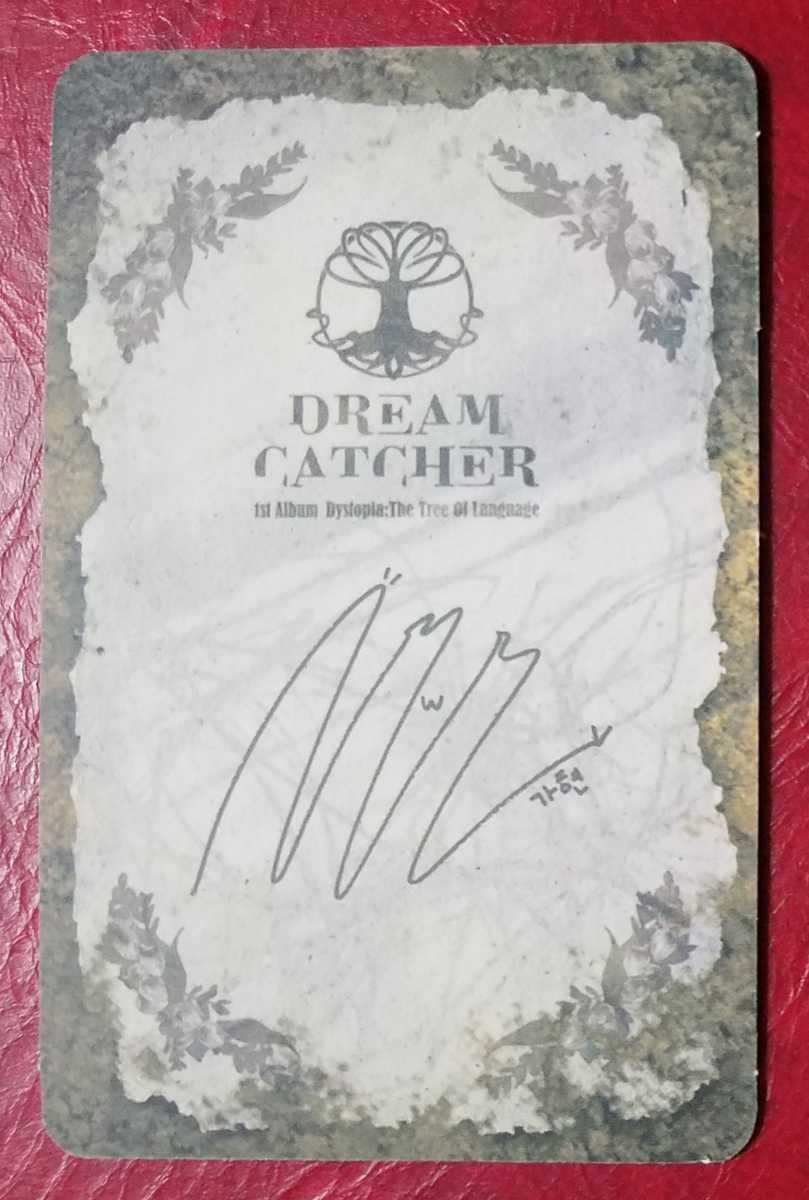 DREAM
CATCHER
1st Album Dystopia:The Tree Of Language
w
가현